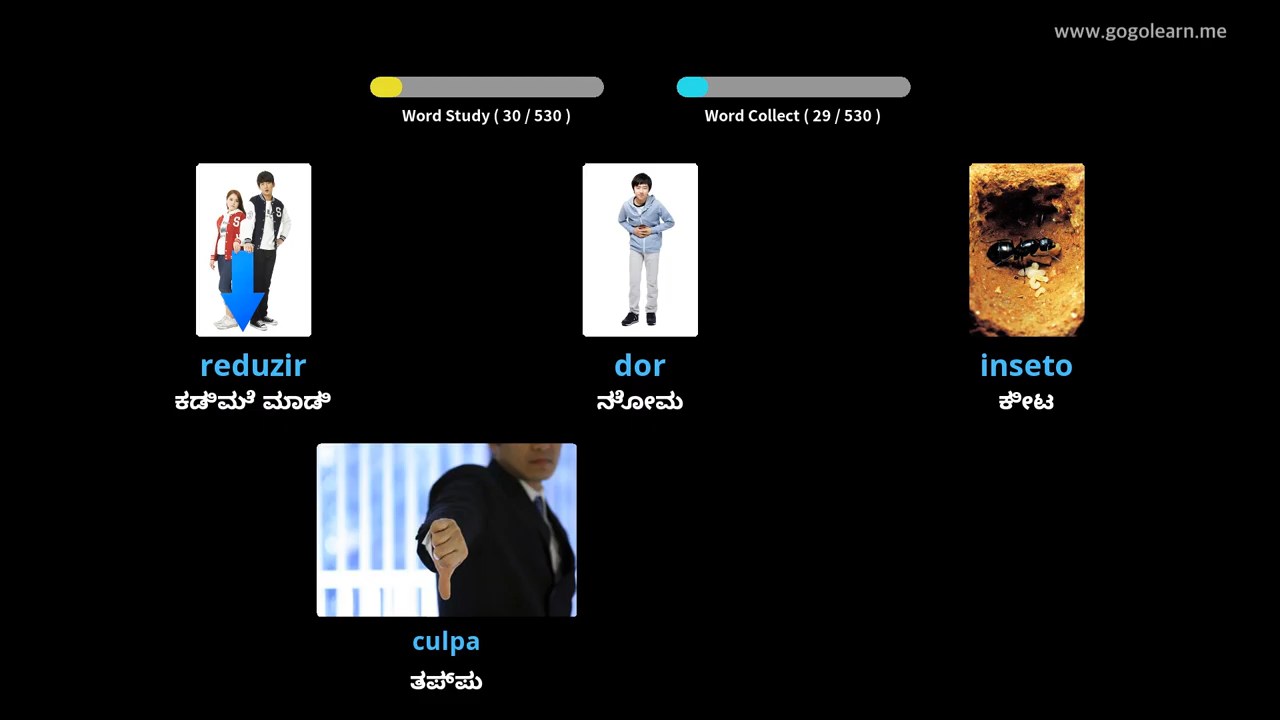 www.gogolearn.me
Word Study ( 30 / 530 )
Word Collect ( 29 / 530 )
reduzir
dor
inseto
ಕಡಿಮೆ ಮಾಡಿ
ನೋಮ
ಕೀಟ
culpa
ತಪ್ಪು